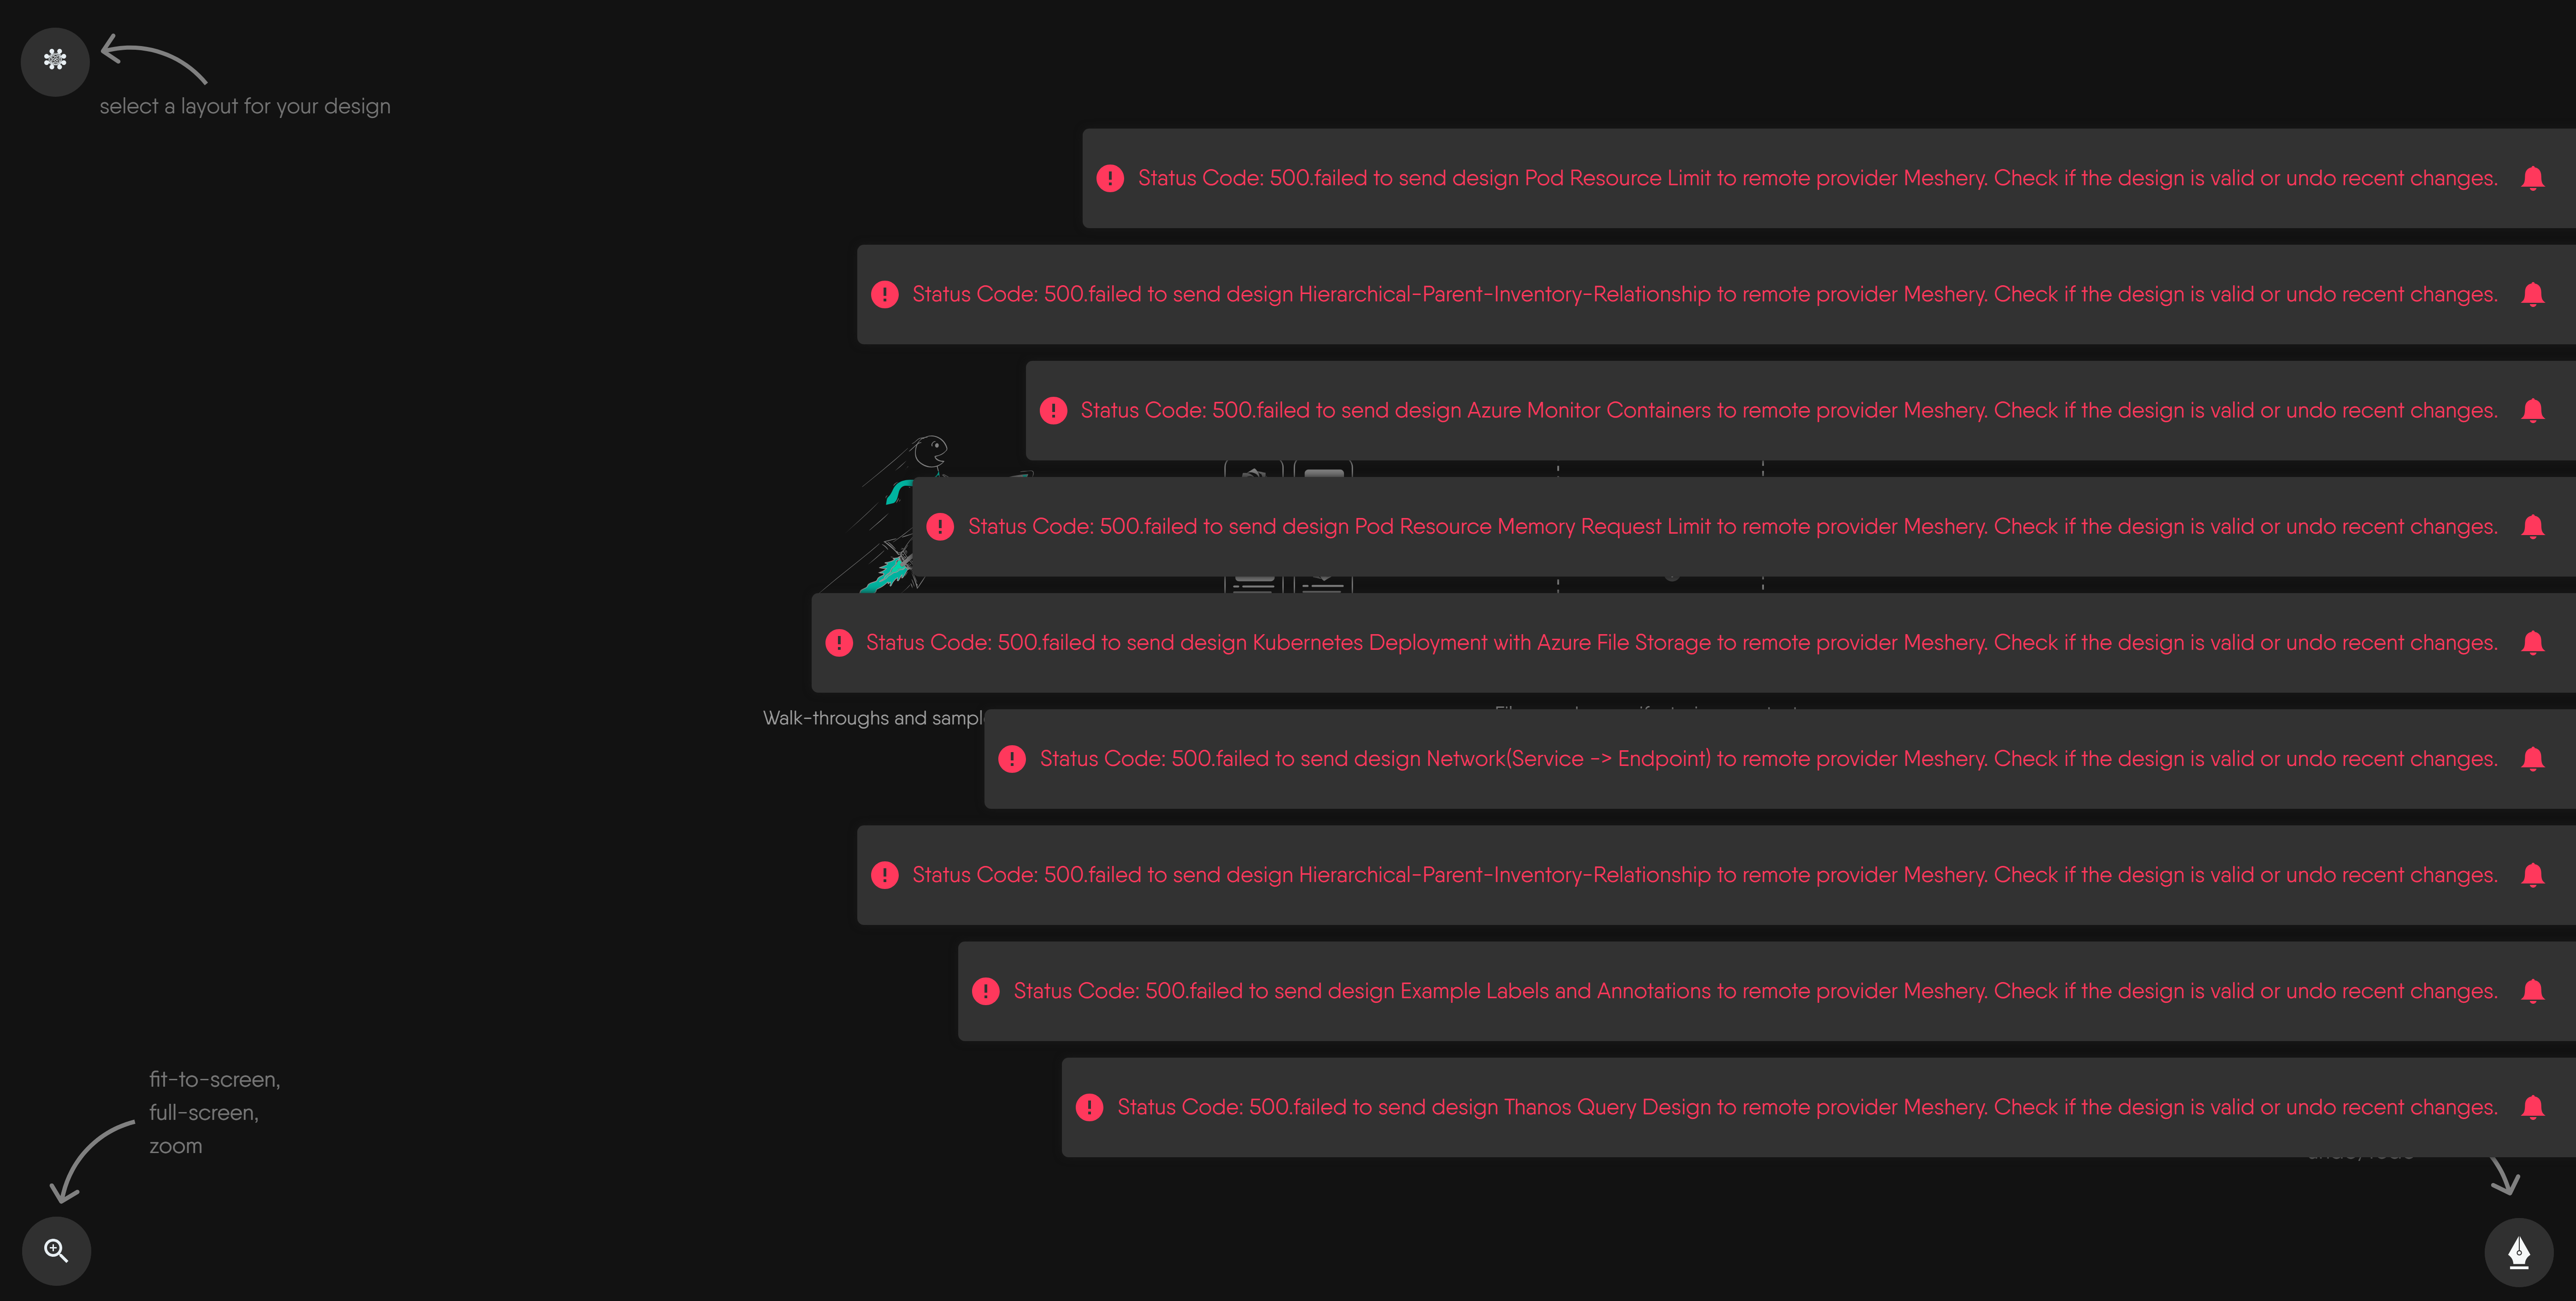 select a layout for your design
Status Code: 500.failed to send design Pod Resource Limit to remote provider Meshery. Check if the design is valid or undo recent changes.
Status Code: 500.failed to send design Hierarchical-Parent-Inventory-Relationship to remote provider Meshery. Check if the design is valid or undo recent changes.
Status Code: 500.failed to send design Azure Monitor Containers to remote provider Meshery. Check if the design is valid or undo recent changes.
Status Code: 500.failed to send design Pod Resource Memory Request Limit to remote provider Meshery. Check if the design is valid or undo recent changes.
Status Code: 500.failed to send design Kubernetes Deployment with Azure File Storage to remote provider Meshery. Check if the design is valid or undo recent changes.
Walk-throughs and sampl
Status Code: 500.failed to send design Network(Service -> Endpoint) to remote provider Meshery. Check if the design is valid or undo recent changes.
Status Code: 500.failed to send design Hierarchical-Parent-Inventory-Relationship to remote provider Meshery. Check if the design is valid or undo recent changes.
Status Code: 500.failed to send design Example Labels and Annotations to remote provider Meshery. Check if the design is valid or undo recent changes.
Status Code: 500.failed to send design Thanos Query Design to remote provider Meshery. Check if the design is valid or undo recent changes.
fit-to-screen,
full-screen,
zoom